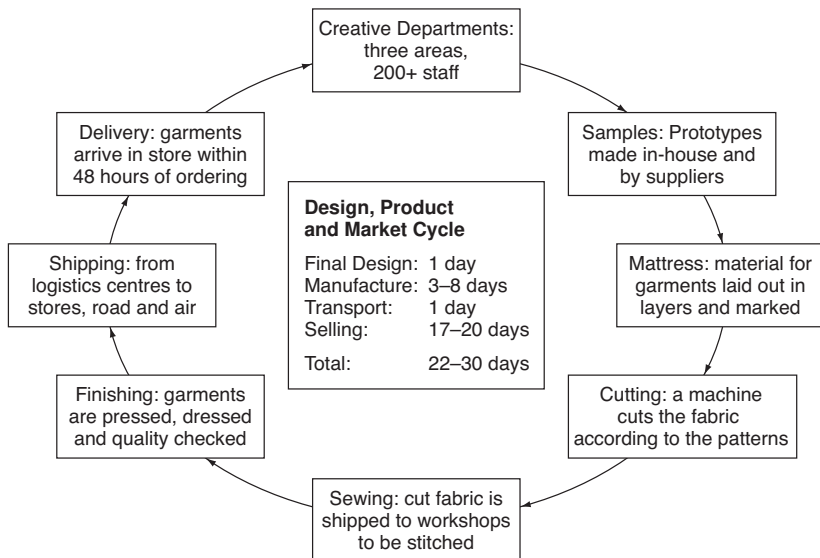 Creative Departments:
three areas,
200+ staff
Samples: Prototypes
made in-house and
by suppliers
Mattress: material for
garments laid out in
layers and marked
Cutting: a machine
cuts the fabric
according to the patterns
Sewing: cut fabric is
shipped to workshops
to be stitched
Finishing: garments
are pressed, dressed
and quality checked
Shipping: from
logistics centres to
stores, road and air
Delivery: garments
arrive in store within
48 hours of ordering
Design, Product
and Market Cycle
Final Design: 1 day
Manufacture: 3–8 days
Transport: 1 day
Selling: 17–20 days
Total: 22–30 days